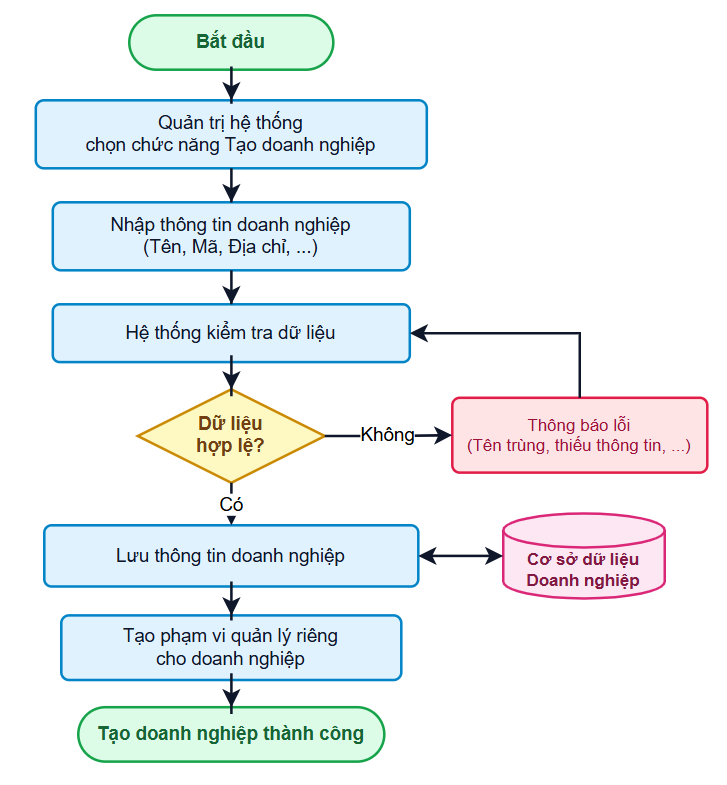 Bắt đầu
Quản trị hệ thống
chọn chức năng Tạo doanh nghiệp
Nhập thông tin doanh nghiệp
(Tên, Mã, Địa chỉ, ...)
Hệ thống kiểm tra dữ liệu
Dữ liệu
hợp lệ?
Không
Thông báo lỗi
(Tên trùng, thiếu thông tin, ...)
Có
Lưu thông tin doanh nghiệp
Cơ sở dữ liệu
Doanh nghiệp
Tạo phạm vi quản lý riêng
cho doanh nghiệp
Tạo doanh nghiệp thành công